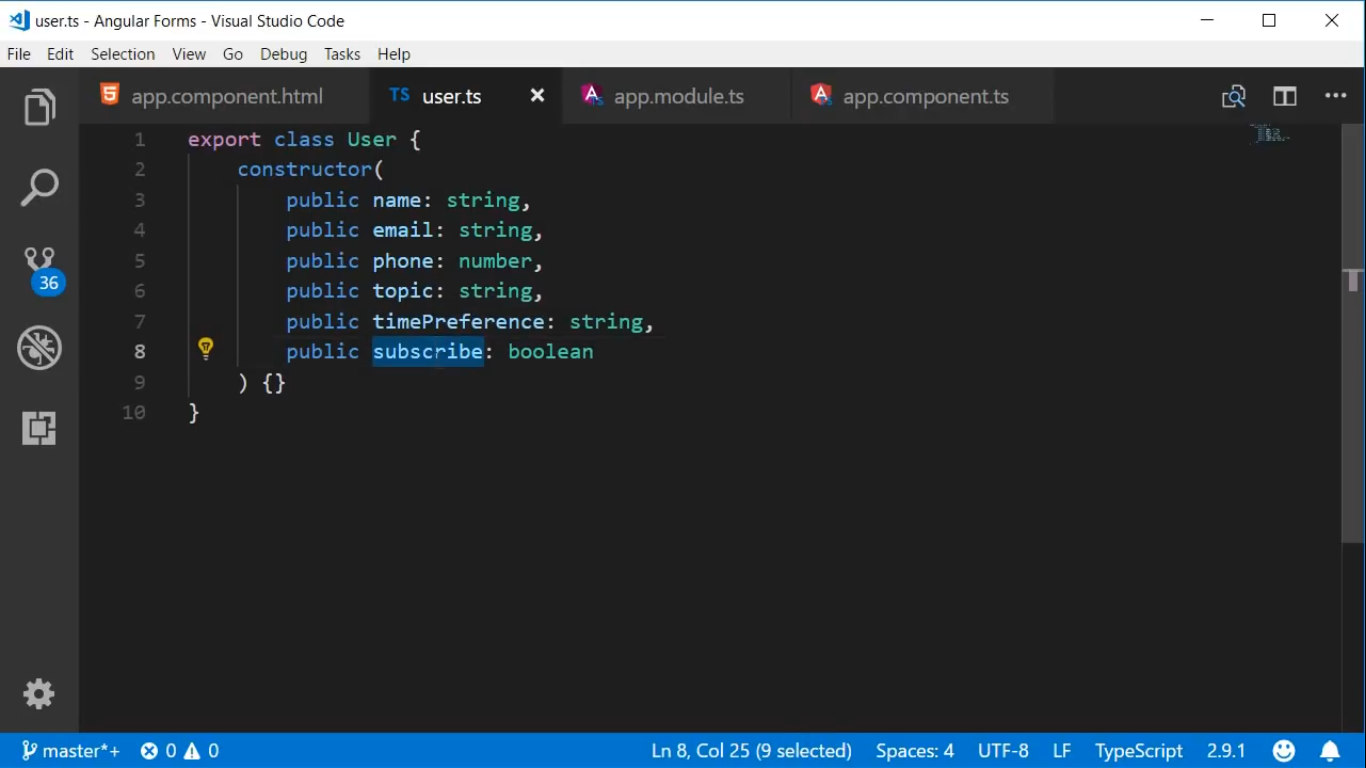 user.ts - Angular Forms - Visual Studio Code
File Edit Selection View Go Debug Tasks Help
app.component.html TS user.ts app.module.ts app.component.ts
1 export class User {
2 constructor(
3 public name: string,
4 public email: string,
5 public phone: number,
6 public topic: string,
7 public timePreference: string,
8 public subscribe: boolean
9 ) {}
10 }
36
master*+ 0 0 Ln 8, Col 25 (9 selected) Spaces: 4 UTF-8 LF TypeScript 2.9.1